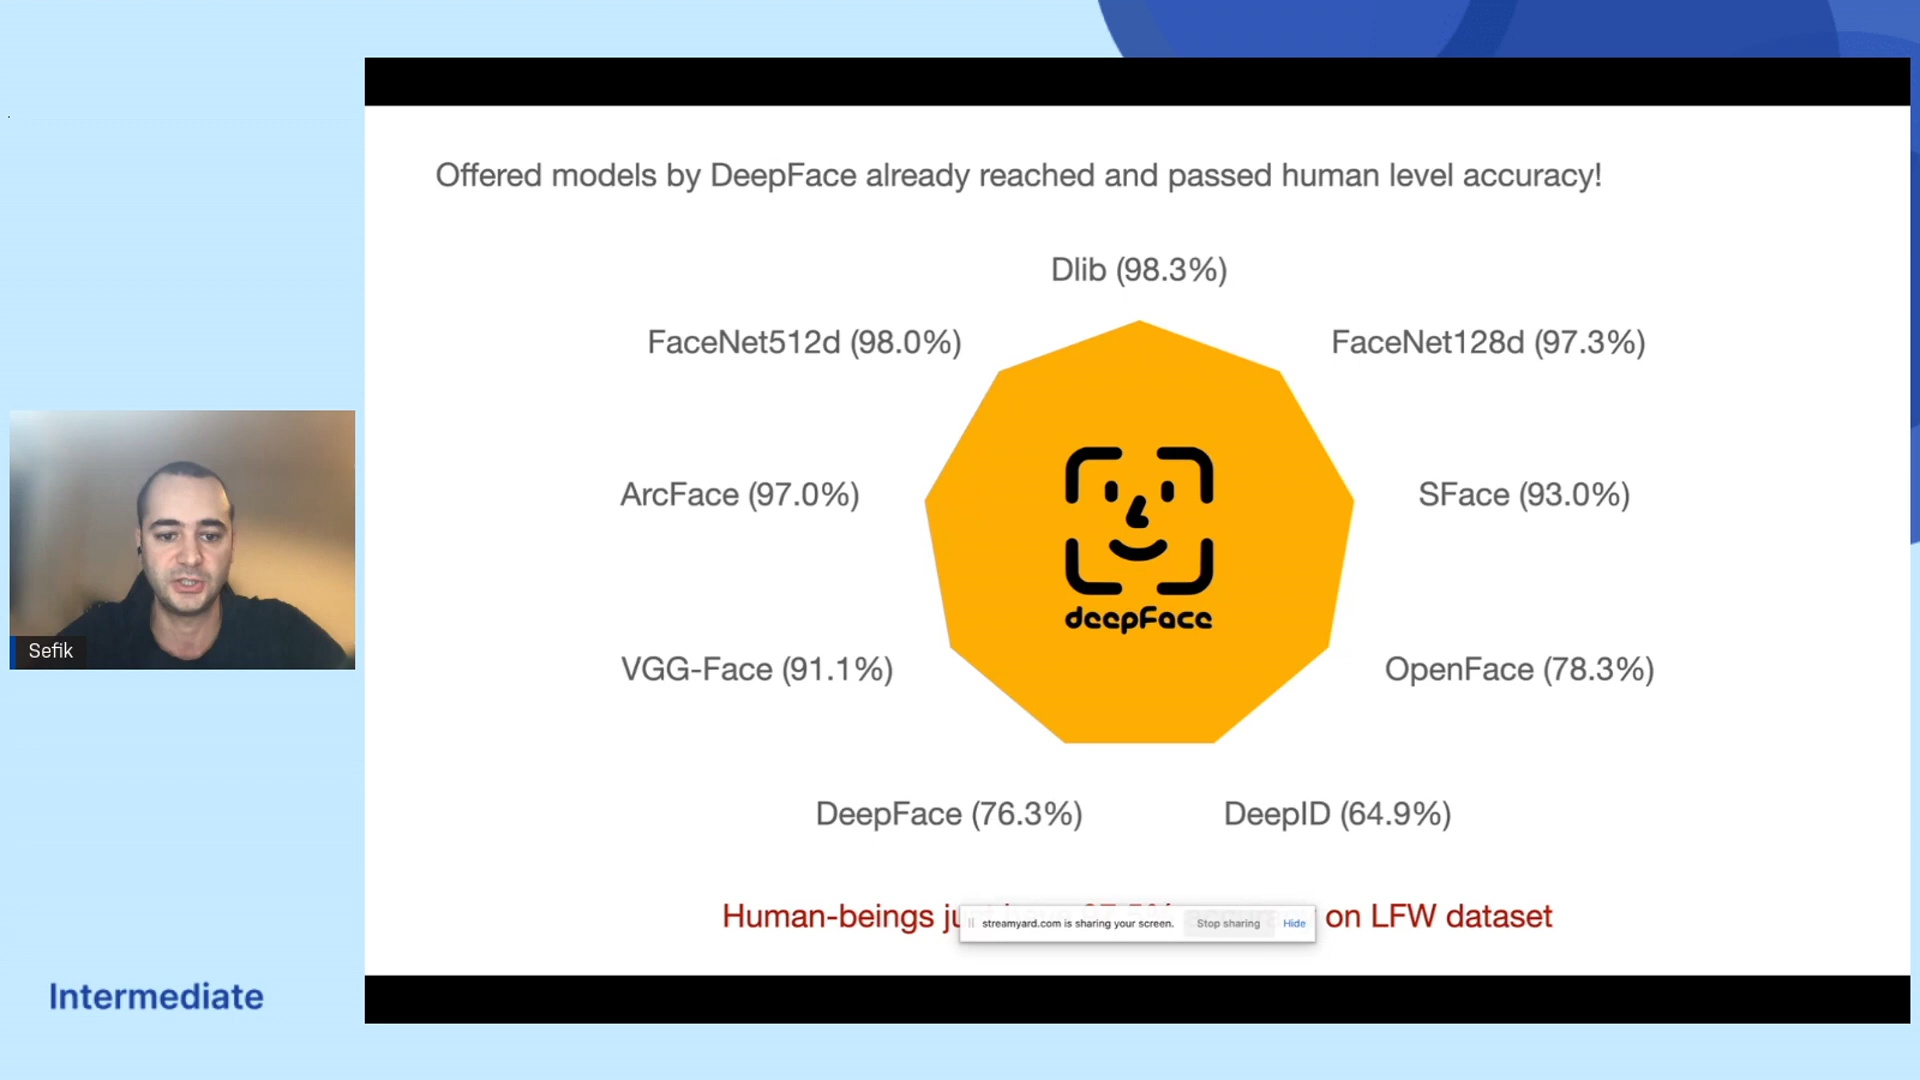 Offered models by DeepFace already reached and passed human level accuracy!
Dlib (98.3%)
FaceNet512d (98.0%)
FaceNet128d (97.3%)
ArcFace (97.0%)
SFace (93.0%)
deepFace
VGG-Face (91.1%)
OpenFace (78.3%)
DeepFace (76.3%)
DeepID (64.9%)
Human-beings on LFW dataset
streamyard.com is sharing your screen. Stop sharing Hide
Sefik
Intermediate